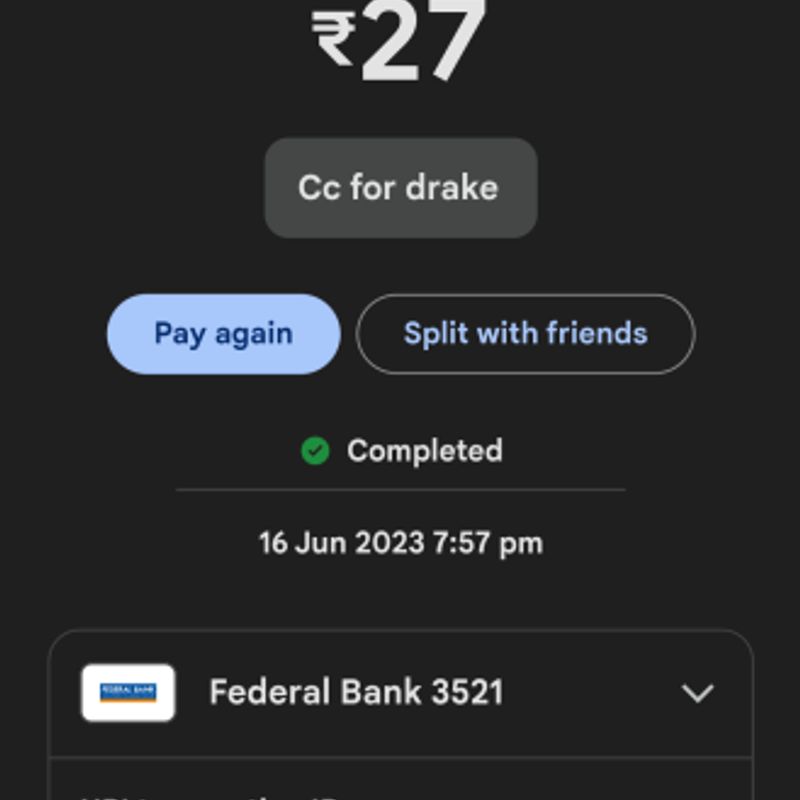 ₹27
Cc for drake
Pay again
Split with friends
Completed
16 Jun 2023 7:57 pm
FEDERAL BANK
Federal Bank 3521